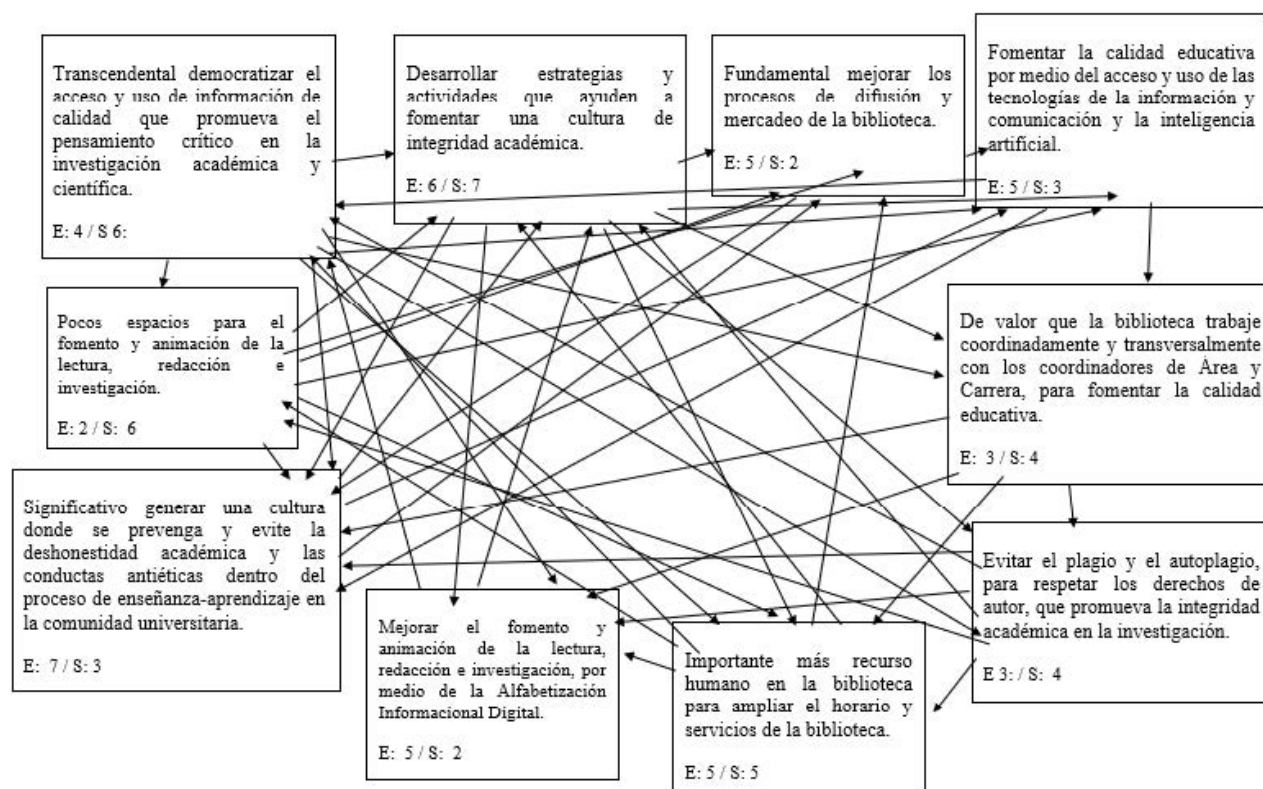 Transcendental democratizar el
acceso y uso de información de
calidad que promueva el
pensamiento crítico en la
investigación académica y
científica.
E: 4 / S 6:
Desarrollar estrategias y
actividades que ayuden a
fomentar una cultura de
integridad académica.
E: 6 / S: 7
Fundamental mejorar los
procesos de difusión y
mercadeo de la biblioteca.
E: 5 / S: 2
Fomentar la calidad educativa
por medio del acceso y uso de las
tecnologías de la información y
comunicación y la inteligencia
artificial.
E: 5 / S: 3
Pocos espacios para el
fomento y animación de la
lectura, redacción e
investigación.
E: 2 / S: 6
De valor que la biblioteca trabaje
coordinadamente y transversalmente
con los coordinadores de Área y
Carrera, para fomentar la calidad
educativa.
E: 3 / S: 4
Significativo generar una cultura
donde se prevenga y evite la
deshonestidad académica y las
conductas antiéticas dentro del
proceso de enseñanza-aprendizaje en
la comunidad universitaria.
E: 7 / S: 3
Mejorar el fomento y
animación de la lectura,
redacción e investigación, por
medio de la Alfabetización
Informacional Digital.
E: 5 / S: 2
Importante más recurso
humano en la biblioteca
para ampliar el horario y
servicios de la biblioteca.
E: 5 / S: 5
Evitar el plagio y el autoplagio,
para respetar los derechos de
autor, que promueva la integridad
académica en la investigación.
E 3: / S: 4